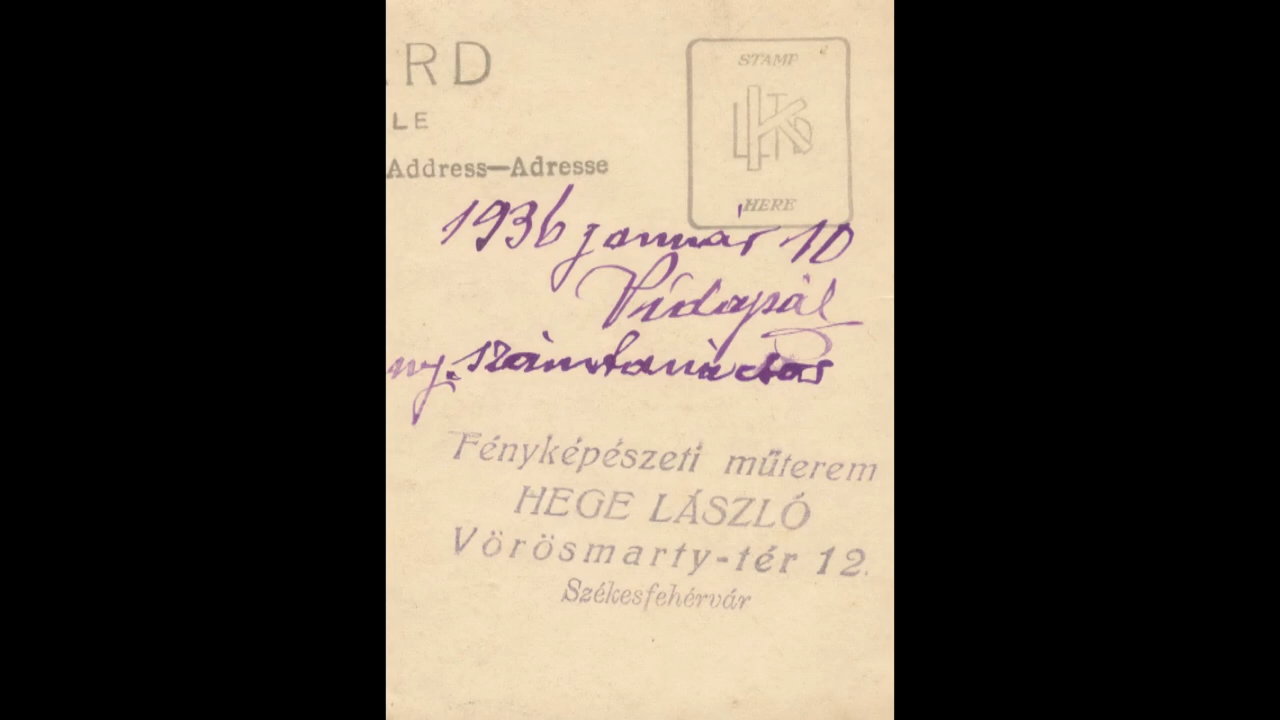 RD
LE
Address—Adresse
STAMP
HERE
1936 január 10
Vidapál
ny. számtanácsos
Fényképészeti műterem
HEGE LÁSZLÓ
Vörösmarty-tér 12.
Székesfehérvár